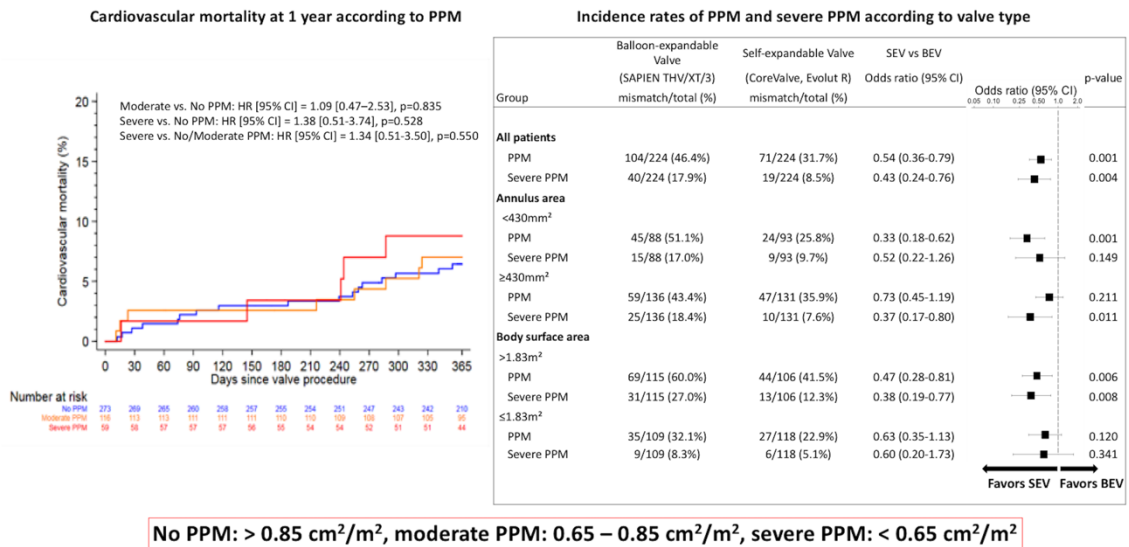 Cardiovascular mortality at 1 year according to PPM
Moderate vs. No PPM: HR [95% CI] = 1.09 [0.47–2.53), p=0.835
Severe vs. No PPM: HR [95% CI] = 1.38 [0.51-3.74), p=0.528
Severe vs. No/Moderate PPM: HR [95% CI] = 1.34 (0.51-3.50], p=0.550
Cardiovascular mortality (%)
20
15
10
5
0
0 30 60 90 120 150 180 210 240 270 300 330 365
Days since valve procedure
Number at risk
No PPM 273 269 265 260 258 257 255 254 251 247 243 242 210
Moderate PPM 116 113 113 111 111 111 110 110 109 108 107 105 95
Severe PPM 59 58 57 57 57 56 55 54 54 52 51 51 44
Incidence rates of PPM and severe PPM according to valve type
Balloon-expandable Valve (SAPIEN THV/XT/3) mismatch/total (%)
Self-expandable Valve (CoreValve, Evolut R) mismatch/total (%)
SEV vs BEV Odds ratio (95% CI)
Group
Odds ratio (95% CI)
p-value
0.05 0.10 0.25 0.50 1.0 2.0
All patients
PPM 104/224 (46.4%) 71/224 (31.7%) 0.54 (0.36-0.79) 0.001
Severe PPM 40/224 (17.9%) 19/224 (8.5%) 0.43 (0.24-0.76) 0.004
Annulus area
<430mm²
PPM 45/88 (51.1%) 24/93 (25.8%) 0.33 (0.18-0.62) 0.001
Severe PPM 15/88 (17.0%) 9/93 (9.7%) 0.52 (0.22-1.26) 0.149
≥430mm²
PPM 59/136 (43.4%) 47/131 (35.9%) 0.73 (0.45-1.19) 0.211
Severe PPM 25/136 (18.4%) 10/131 (7.6%) 0.37 (0.17-0.80) 0.011
Body surface area
>1.83m²
PPM 69/115 (60.0%) 44/106 (41.5%) 0.47 (0.28-0.81) 0.006
Severe PPM 31/115 (27.0%) 13/106 (12.3%) 0.38 (0.19-0.77) 0.008
≤1.83m²
PPM 35/109 (32.1%) 27/118 (22.9%) 0.63 (0.35-1.13) 0.120
Severe PPM 9/109 (8.3%) 6/118 (5.1%) 0.60 (0.20-1.73) 0.341
Favors SEV Favors BEV
No PPM: > 0.85 cm²/m², moderate PPM: 0.65 – 0.85 cm²/m², severe PPM: < 0.65 cm²/m²